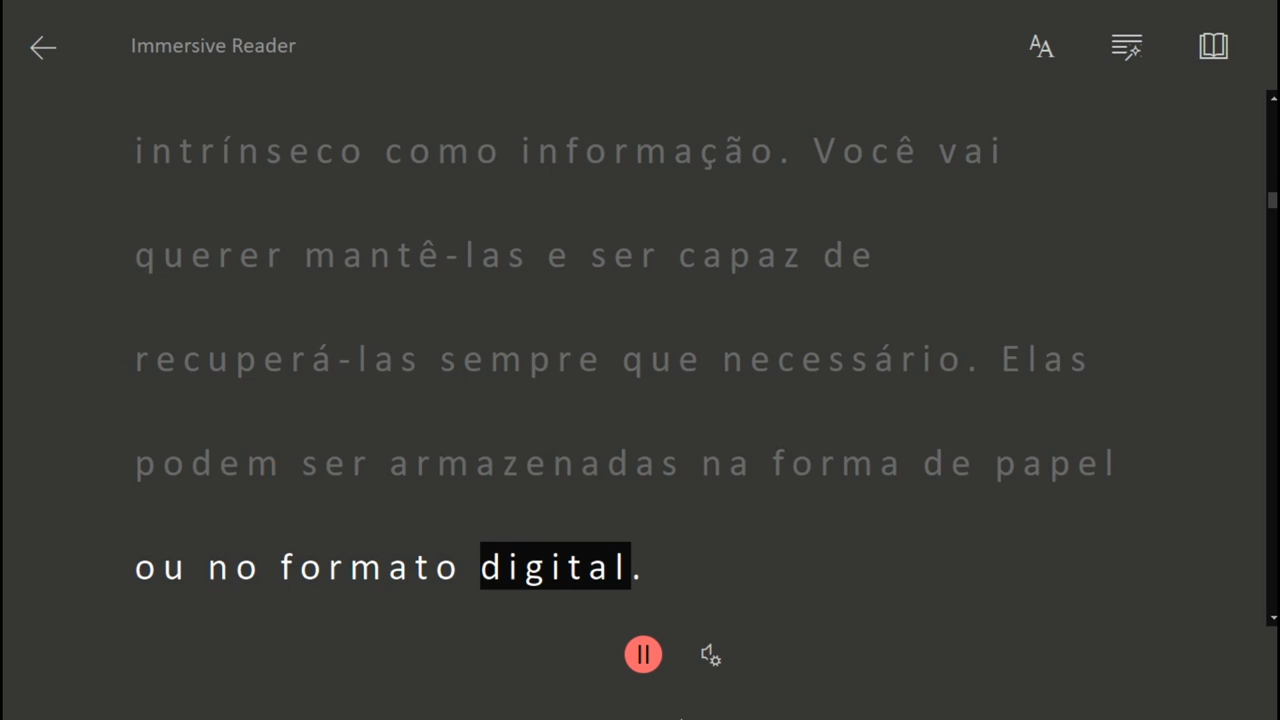 Immersive Reader
intrínseco como informação. Você vai
querer mantê-las e ser capaz de
recuperá-las sempre que necessário. Elas
podem ser armazenadas na forma de papel
ou no formato digital.